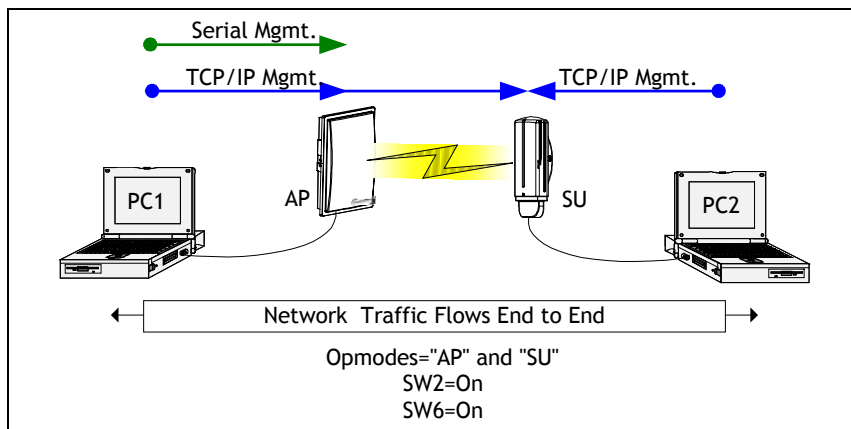 Serial Mgmt.
TCP/IP Mgmt.
TCP/IP Mgmt.
PC1
AP
SU
PC2
Network Traffic Flows End to End
Opmodes="AP" and "SU"
SW2=On
SW6=On